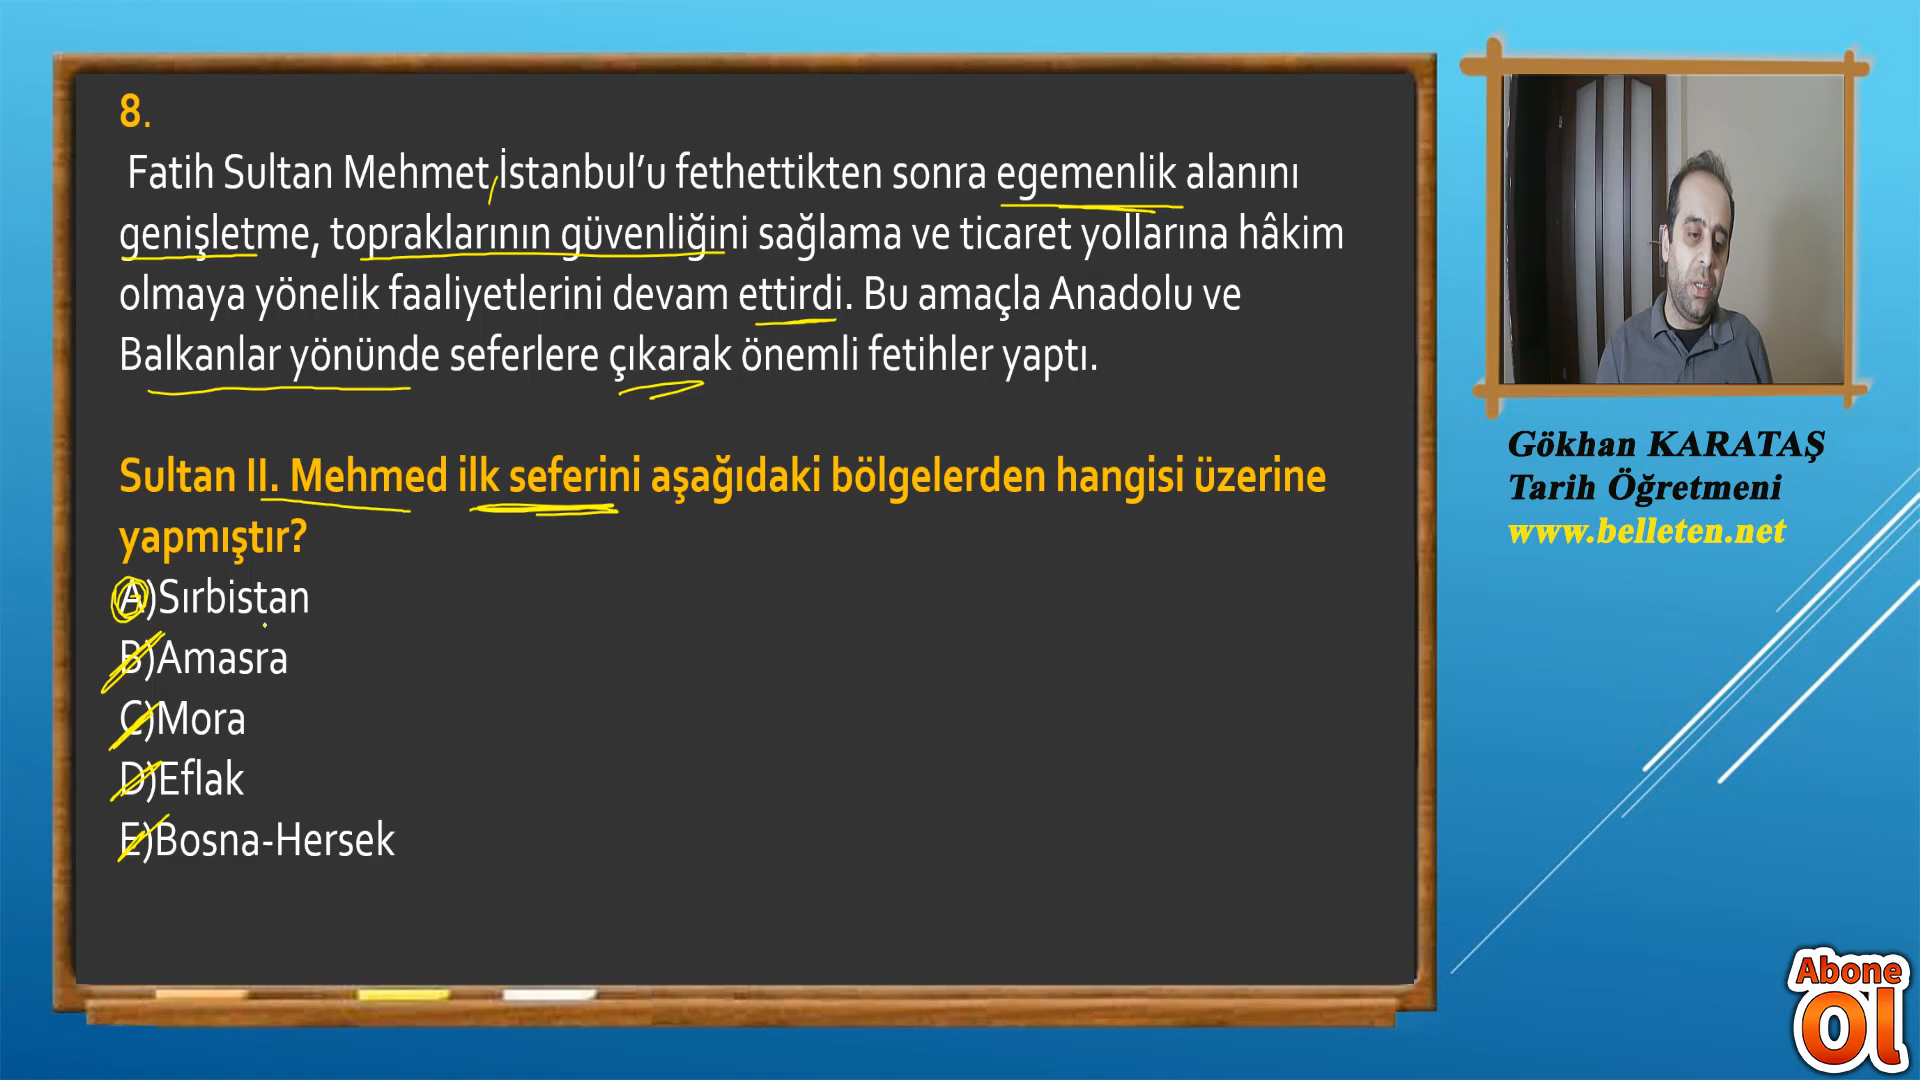 8.
Fatih Sultan Mehmet İstanbul’u fethettikten sonra egemenlik alanını
genişletme, topraklarının güvenliğini sağlama ve ticaret yollarına hâkim
olmaya yönelik faaliyetlerini devam ettirdi. Bu amaçla Anadolu ve
Balkanlar yönünde seferlere çıkarak önemli fetihler yaptı.
Sultan II. Mehmed ilk seferini aşağıdaki bölgelerden hangisi üzerine
yapmıştır?
A)Sırbistan
B)Amasra
C)Mora
D)Eflak
E)Bosna-Hersek
Gökhan KARATAŞ
Tarih Öğretmeni
www.belleten.net
Abone
Ol